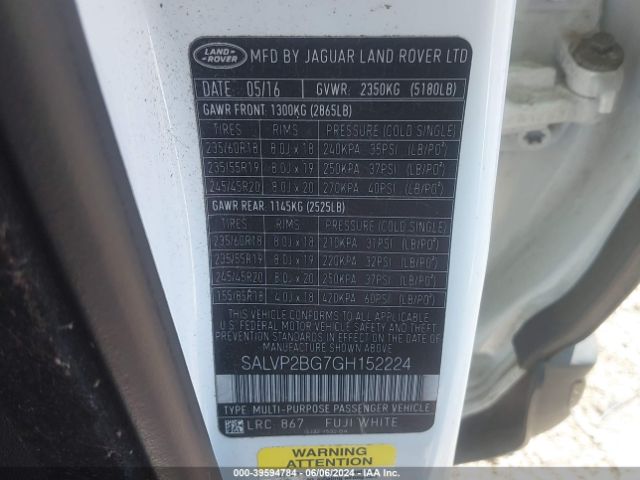 LAND-ROVER MFD BY JAGUAR LAND ROVER LTD
DATE 05/16 GVWR: 2350KG (5180LB)
GAWR FRONT: 1300KG (2865LB)
TIRES RIMS PRESSURE (COLD SINGLE)
235/60R18 8.0J x 18 240KPA 35PSI (LB/PO²)
235/55R19 8.0J x 19 250KPA 37PSI (LB/PO²)
245/45R20 8.0J x 20 270KPA 40PSI (LB/PO²)
GAWR REAR: 1145KG (2525LB)
TIRES RIMS PRESSURE (COLD SINGLE)
235/60R18 8.0J x 18 210KPA 31PSI (LB/PO²)
235/55R19 8.0J x 19 220KPA 32PSI (LB/PO²)
245/45R20 8.0J x 20 250KPA 37PSI (LB/PO²)
155/85R18 4.0J x 18 420KPA 60PSI (LB/PO²)
THIS VEHICLE CONFORMS TO ALL APPLICABLE
U.S. FEDERAL MOTOR VEHICLE SAFETY AND THEFT
PREVENTION STANDARDS IN EFFECT ON THE DATE
OF MANUFACTURE SHOWN ABOVE.
SALVP2BG7GH152224
TYPE: MULTI-PURPOSE PASSENGER VEHICLE
LRC 867 FUJI WHITE
WARNING
ATTENTION
COPART 39594784 - 06/06/2024 - IAAI.COM